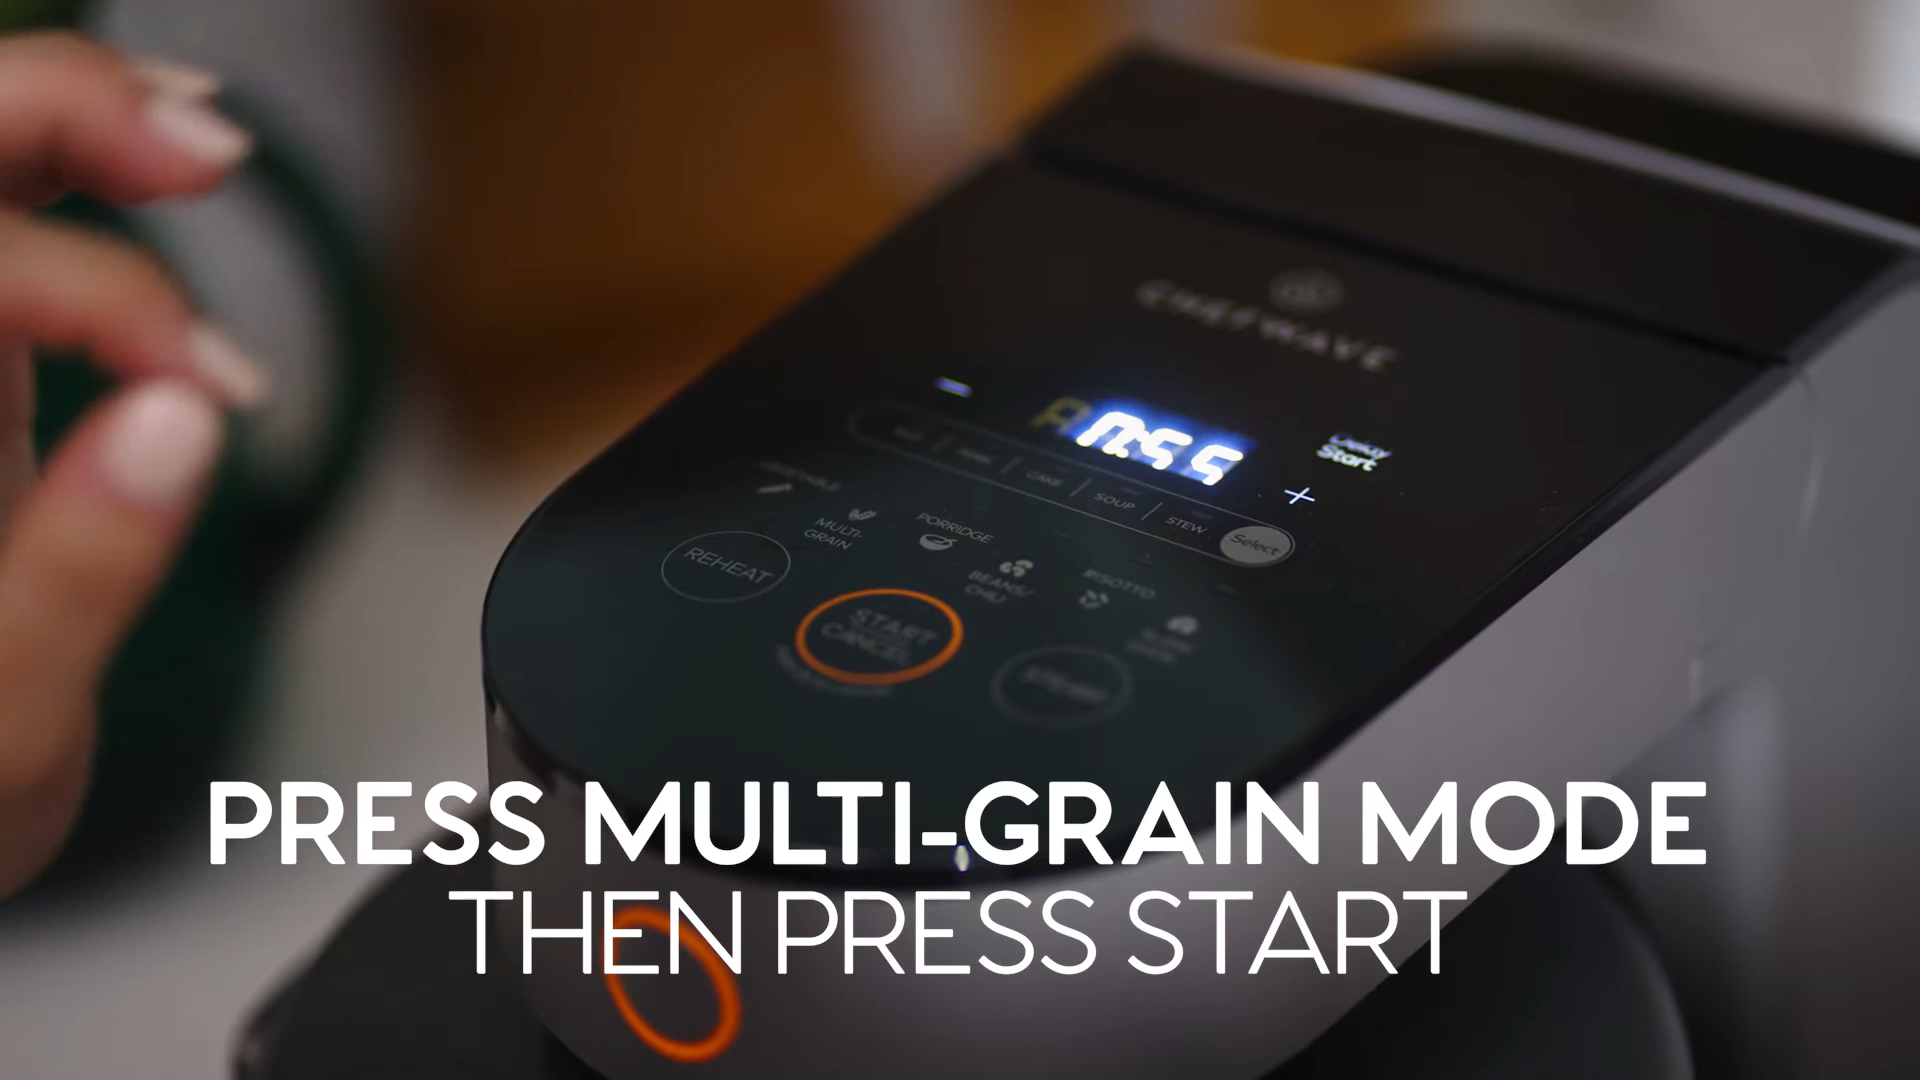 CHEFWAVE
0:55
Delay
Start
CAKE | SOUP | STEW
Select
MULTI-
GRAIN
PORRIDGE
BEANS/
CHILI
RISOTTO
REHEAT
START
CANCEL
PRESS MULTI-GRAIN MODE
THEN PRESS START